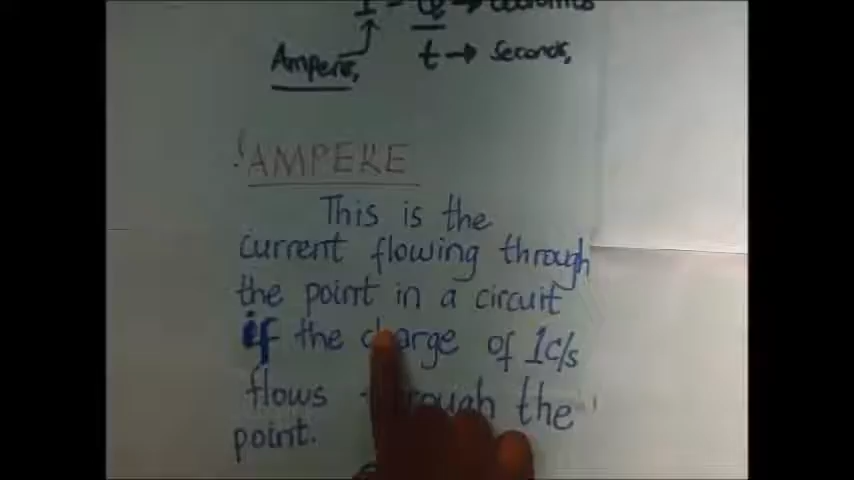 I = Q → coulombs
Ampere, t → seconds,
AMPERE
This is the
current flowing through
the point in a circuit
if the charge of 1c/s
flows through the
point.